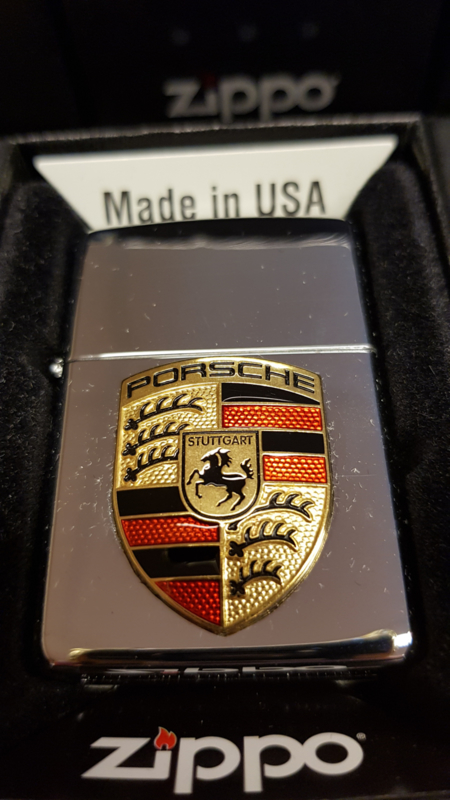 zippo
Made in USA
PORSCHE
STUTTGART
zippo